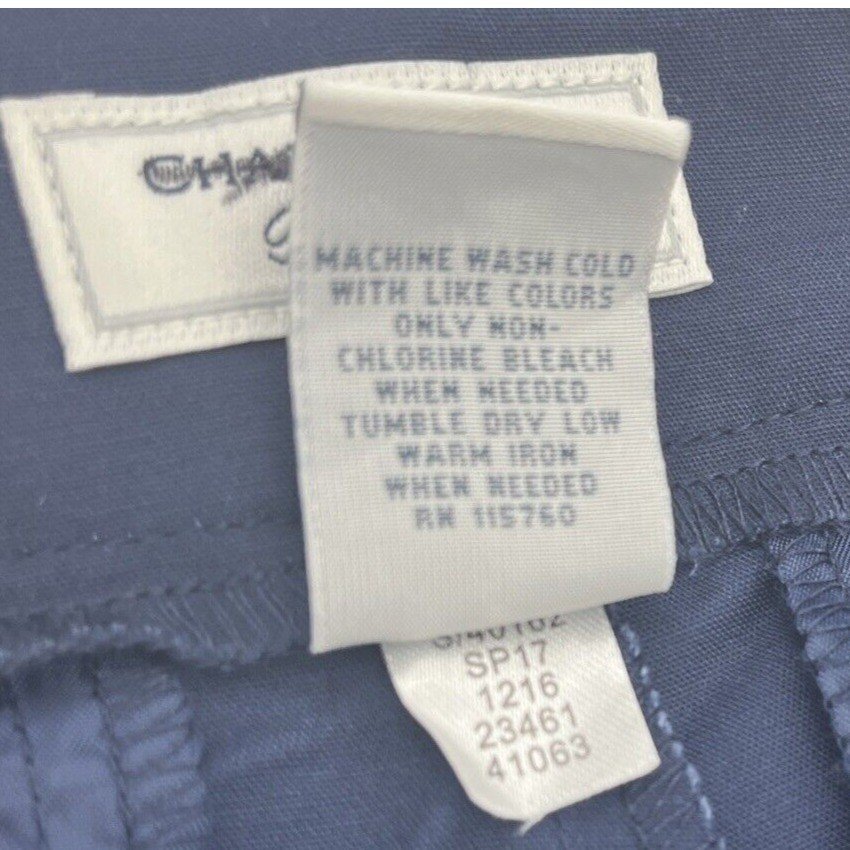 CHA
MACHINE WASH COLD
WITH LIKE COLORS
ONLY NON-
CHLORINE BLEACH
WHEN NEEDED
TUMBLE DRY LOW
WARM IRON
WHEN NEEDED
RN 115760
SP17
1216
23461
41063